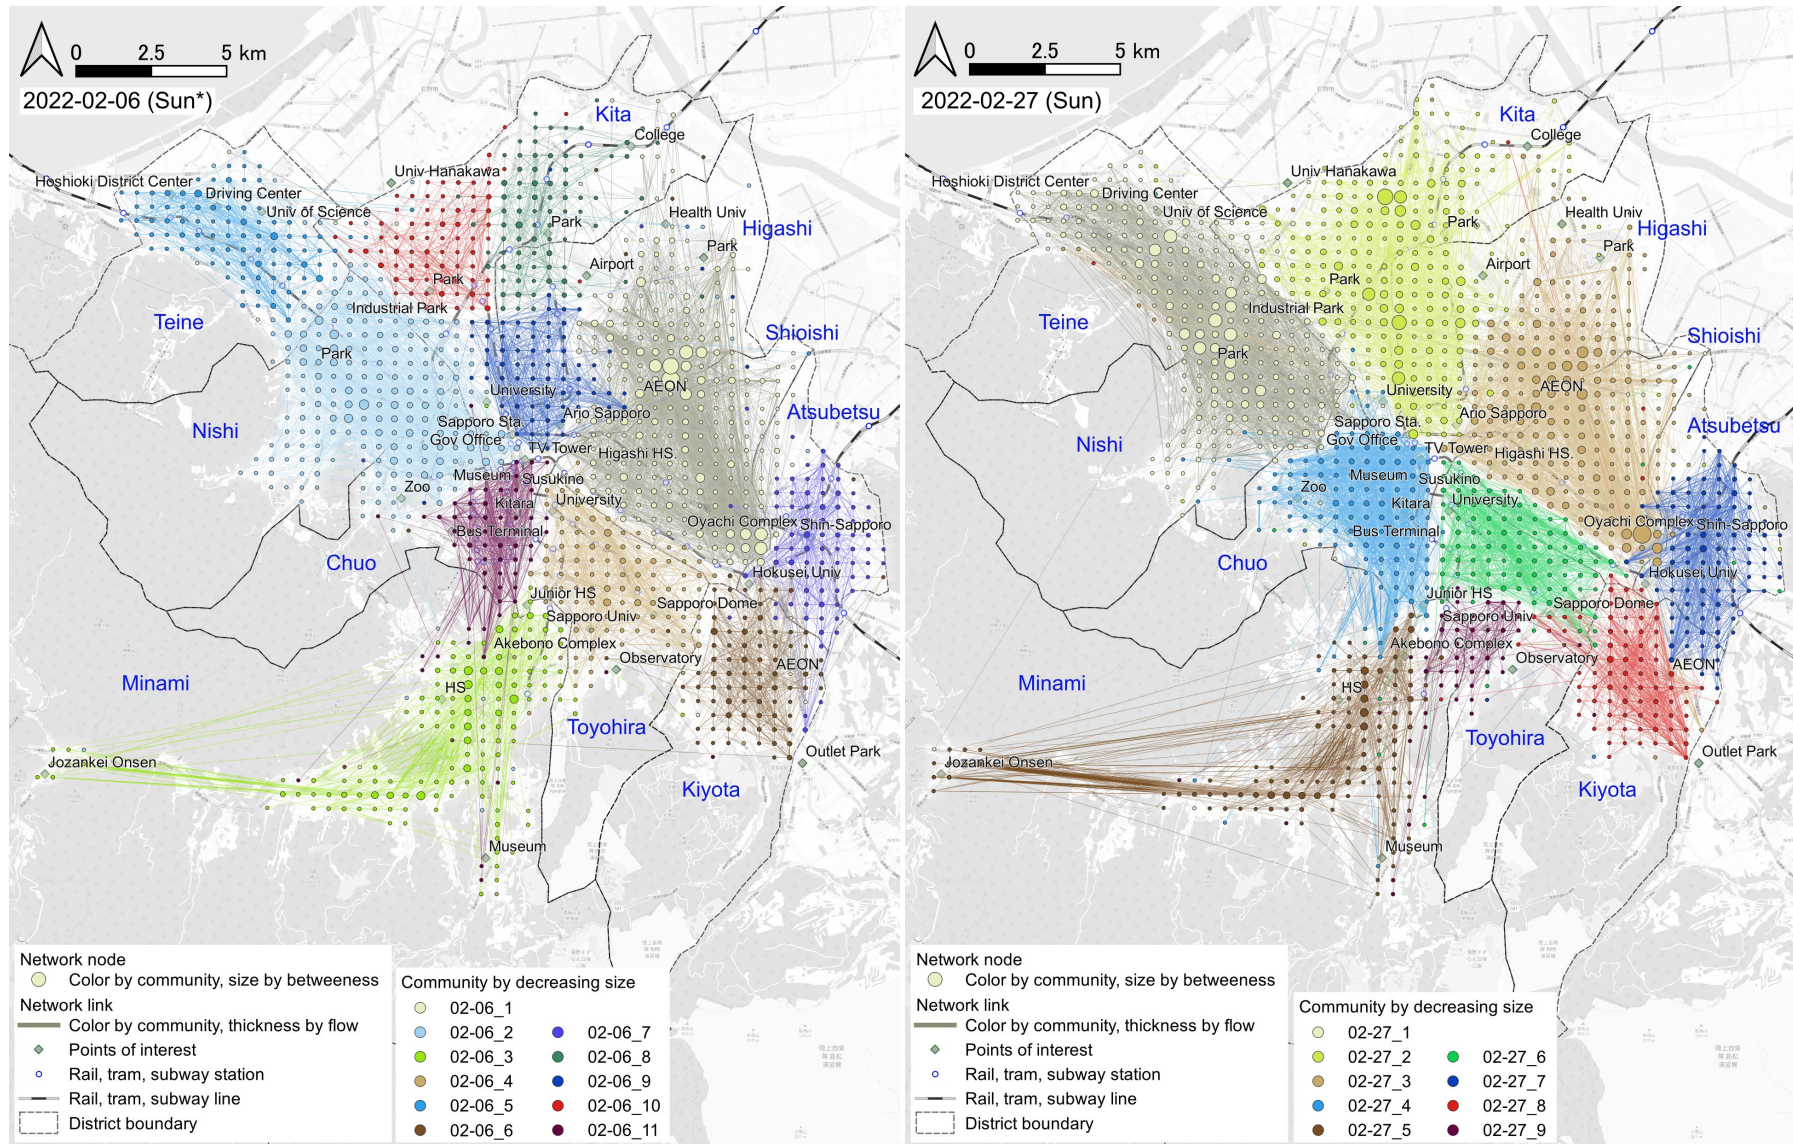 0 2.5 5 km
2022-02-06 (Sun*)
Kita
College
Univ Hanakawa
Hoshioki District Center
Driving Center
Univ of Science
Park
Health Univ
Higashi
Park
Airport
Park
Industrial Park
Teine
Park
Shioishi
AEON
University
Nishi
Ario Sapporo
Atsubetsu
Sapporo Sta.
Gov Office
TV Tower
Higashi HS.
Museum
Susukino
Zoo
Kitara
University
Bus Terminal
Oyachi Complex
Shin-Sapporo
Chuo
Hokusei Univ
Junior HS
Sapporo Dome
Sapporo Univ
Akebono Complex
Observatory
AEON
Minami
HS
Toyohira
Jozankei Onsen
Outlet Park
Kiyota
Museum
Network node
Color by community, size by betweeness
Network link
Color by community, thickness by flow
Points of interest
Rail, tram, subway station
Rail, tram, subway line
District boundary
Community by decreasing size
02-06_1
02-06_2
02-06_3
02-06_4
02-06_5
02-06_6
02-06_7
02-06_8
02-06_9
02-06_10
02-06_11
0 2.5 5 km
2022-02-27 (Sun)
Kita
College
Univ Hanakawa
Hoshioki District Center
Driving Center
Univ of Science
Park
Health Univ
Higashi
Park
Airport
Park
Industrial Park
Teine
Park
Shioishi
AEON
University
Nishi
Ario Sapporo
Atsubetsu
Sapporo Sta.
Gov Office
TV Tower
Higashi HS.
Museum
Susukino
Zoo
Kitara
University
Bus Terminal
Oyachi Complex
Shin-Sapporo
Chuo
Hokusei Univ
Junior HS
Sapporo Dome
Sapporo Univ
Akebono Complex
Observatory
AEON
Minami
HS
Toyohira
Jozankei Onsen
Outlet Park
Kiyota
Museum
Network node
Color by community, size by betweeness
Network link
Color by community, thickness by flow
Points of interest
Rail, tram, subway station
Rail, tram, subway line
District boundary
Community by decreasing size
02-27_1
02-27_2
02-27_3
02-27_4
02-27_5
02-27_6
02-27_7
02-27_8
02-27_9